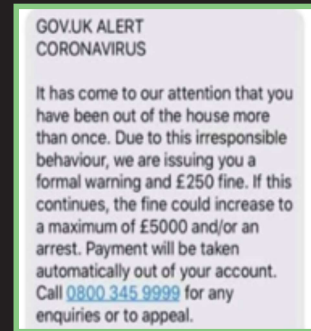 GOV.UK ALERT
CORONAVIRUS
It has come to our attention that you
have been out of the house more
than once. Due to this irresponsible
behaviour, we are issuing you a
formal warning and £250 fine. If this
continues, the fine could increase to
a maximum of £5000 and/or an
arrest. Payment will be taken
automatically out of your account.
Call 0800 345 9999 for any
enquiries or to appeal.